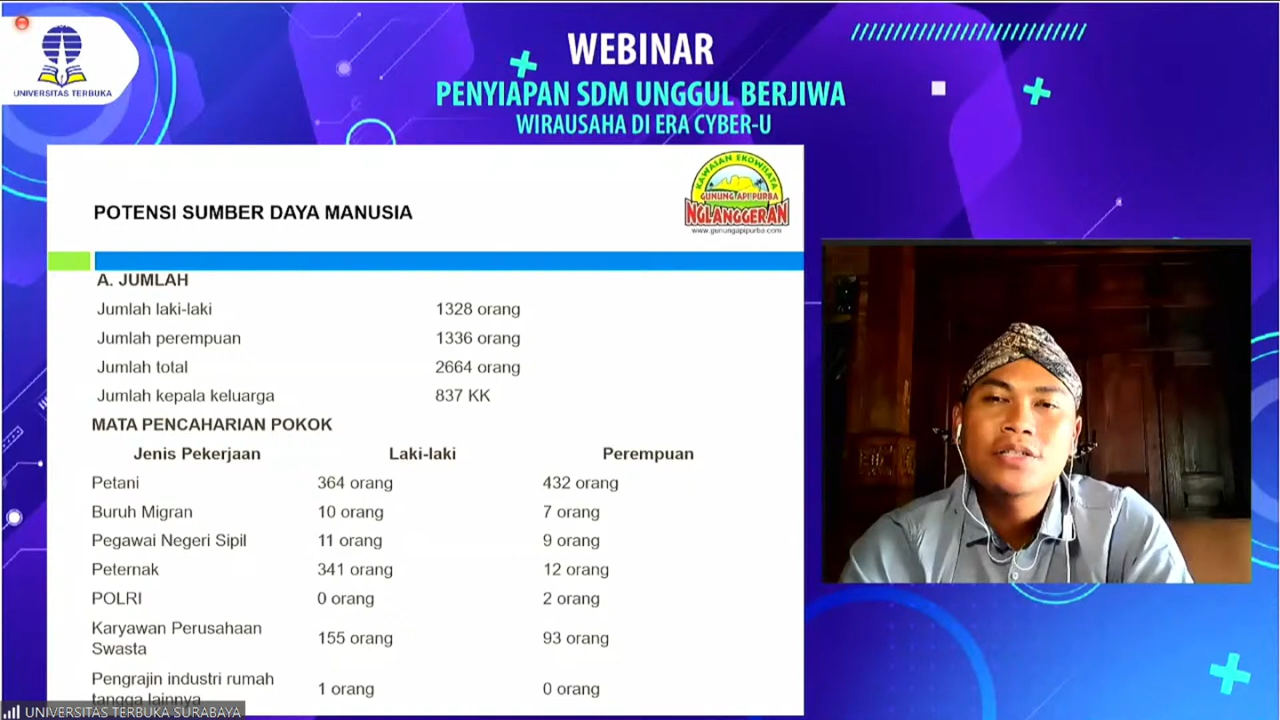 UNIVERSITAS TERBUKA
WEBINAR
PENYIAPAN SDM UNGGUL BERJIWA
WIRAUSAHA DI ERA CYBER-U
KAWASAN EKOWISATA
GUNUNG API PURBA
NGLANGGERAN
www.gunungapipurba.com
POTENSI SUMBER DAYA MANUSIA
A. JUMLAH
Jumlah laki-laki 1328 orang
Jumlah perempuan 1336 orang
Jumlah total 2664 orang
Jumlah kepala keluarga 837 KK
MATA PENCAHARIAN POKOK
Jenis Pekerjaan Laki-laki Perempuan
Petani 364 orang 432 orang
Buruh Migran 10 orang 7 orang
Pegawai Negeri Sipil 11 orang 9 orang
Peternak 341 orang 12 orang
POLRI 0 orang 2 orang
Karyawan Perusahaan
Swasta 155 orang 93 orang
Pengrajin industri rumah
tangga lainnya 1 orang 0 orang
UNIVERSITAS TERBUKA SURABAYA